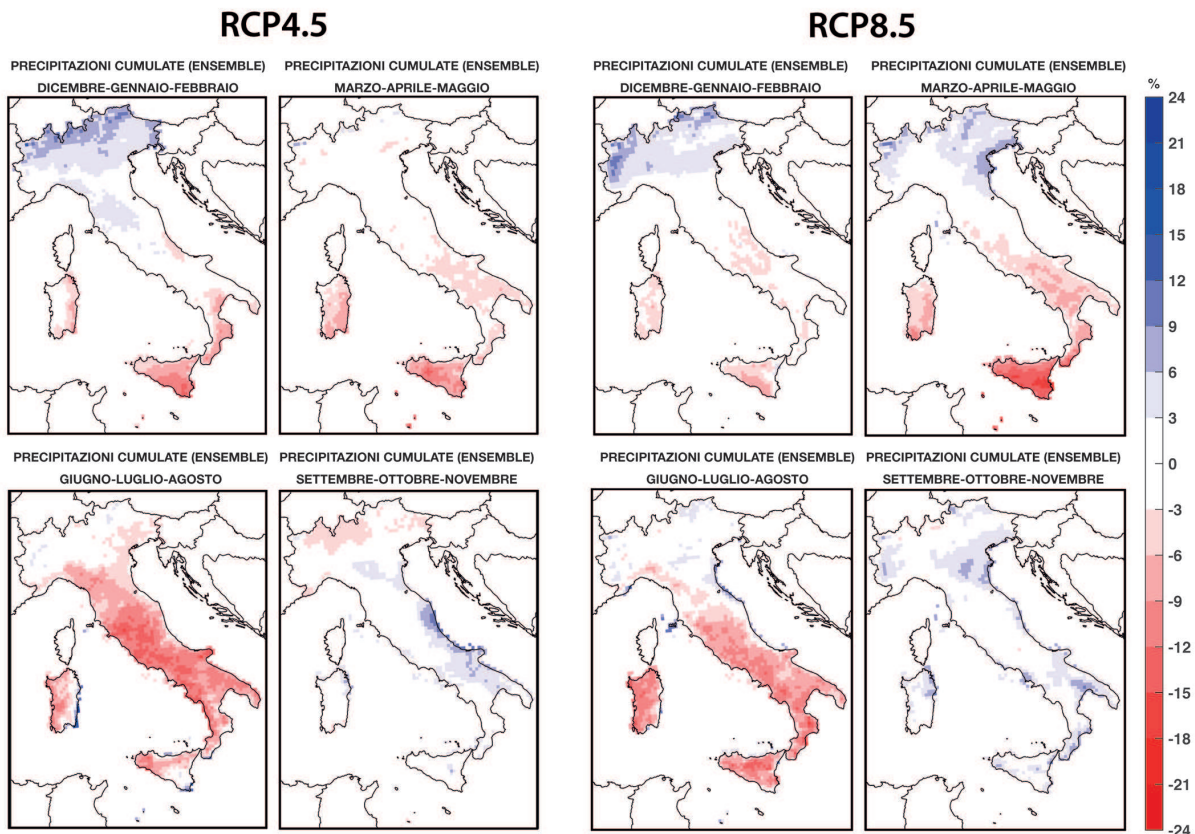 RCP4.5
RCP8.5
PRECIPITAZIONI CUMULATE (ENSEMBLE)
DICEMBRE-GENNAIO-FEBBRAIO
PRECIPITAZIONI CUMULATE (ENSEMBLE)
MARZO-APRILE-MAGGIO
PRECIPITAZIONI CUMULATE (ENSEMBLE)
DICEMBRE-GENNAIO-FEBBRAIO
PRECIPITAZIONI CUMULATE (ENSEMBLE)
MARZO-APRILE-MAGGIO
PRECIPITAZIONI CUMULATE (ENSEMBLE)
GIUGNO-LUGLIO-AGOSTO
PRECIPITAZIONI CUMULATE (ENSEMBLE)
SETTEMBRE-OTTOBRE-NOVEMBRE
PRECIPITAZIONI CUMULATE (ENSEMBLE)
GIUGNO-LUGLIO-AGOSTO
PRECIPITAZIONI CUMULATE (ENSEMBLE)
SETTEMBRE-OTTOBRE-NOVEMBRE
%
24
21
18
15
12
9
6
3
0
-3
-6
-9
-12
-15
-18
-21
-24